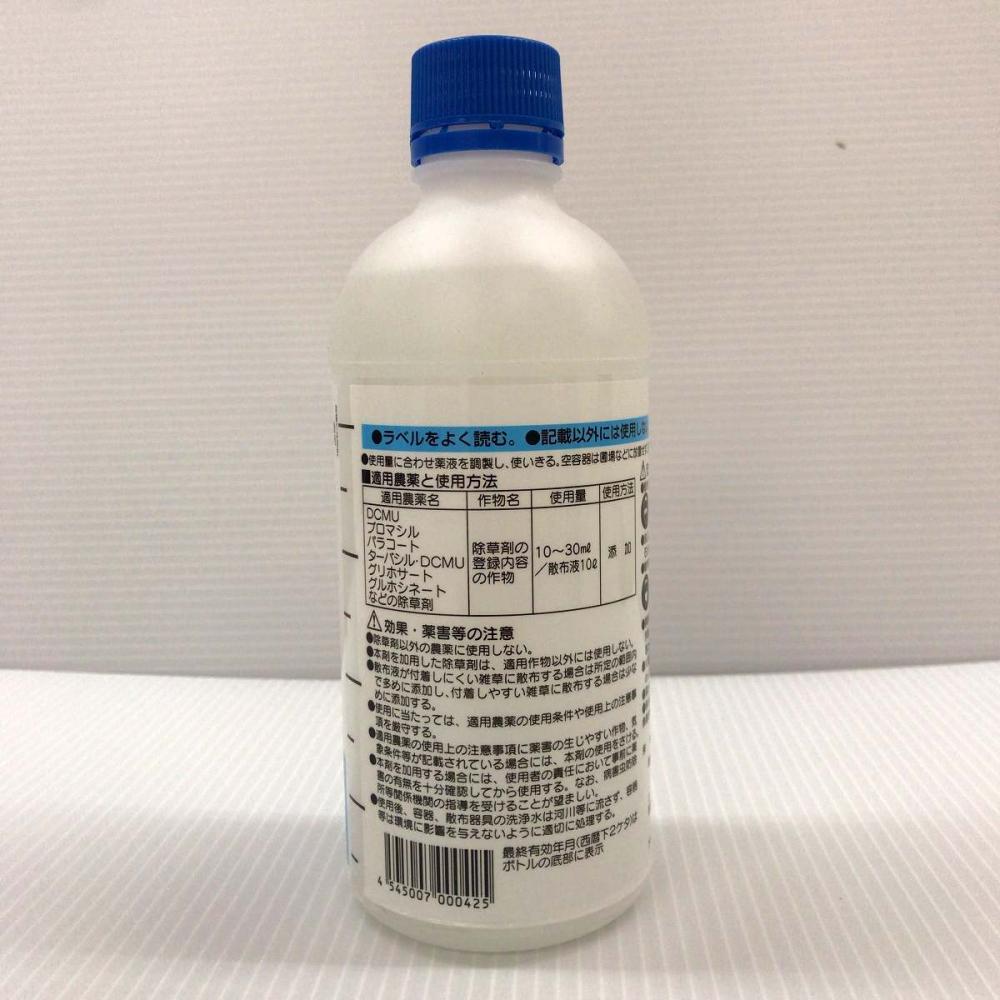 ●ラベルをよく読む。 ●記載以外には使用しな
●使用量に合わせ薬液を調製し、使いきる。空容器は圃場などに放置せ
■適用農薬と使用方法
適用農薬名 作物名 使用量 使用方法
DCMU
ブロマシル
パラコート
ターバシル・DCMU
グリホサート
グルホシネート
などの除草剤
除草剤の
登録内容
の作物
10～30mℓ
／散布液10ℓ
添 加
⚠効果・薬害等の注意
●除草剤以外の農薬に使用しない。
●本剤を加用した除草剤は、適用作物以外には使用しない。
●散布液が付着しにくい雑草に散布する場合は所定の範囲内
で多めに添加し、付着しやすい雑草に散布する場合は少な
めに添加する。
●使用に当たっては、適用農薬の使用条件や使用上の注意事
項を厳守する。
●適用農薬の使用上の注意事項に薬害の生じやすい作物、気
象条件等が記載されている場合には、本剤の使用をさける。
●本剤を加用する場合には、使用者の責任において事前に薬
害の有無を十分確認してから使用する。なお、病害虫防除
所等関係機関の指導を受けることが望ましい。
●使用後、容器、散布器具の洗浄水は河川等に流さず、容器
等は環境に影響を与えないように適切に処理する。
最終有効年月(西暦下2ケタ)は
ボトルの底部に表示
4 545007 000425